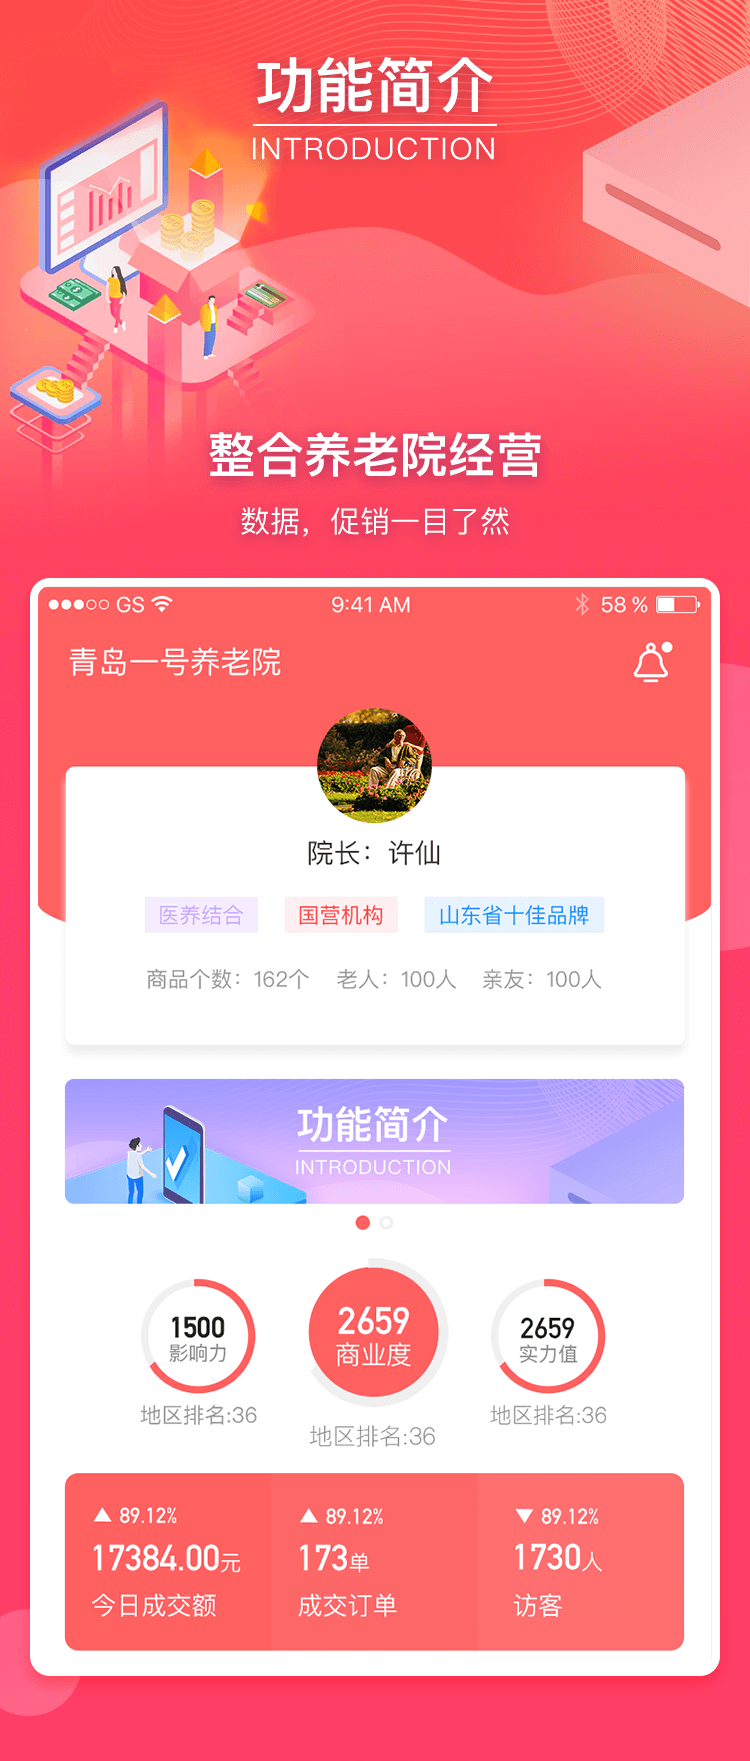 功能简介
INTRODUCTION
整合养老院经营
数据，促销一目了然
GS 9:41 AM 58 %
青岛一号养老院
院长：许仙
医养结合 国营机构 山东省十佳品牌
商品个数：162个 老人：100人 亲友：100人
功能简介
INTRODUCTION
1500 2659 2659
影响力 商业度 实力值
地区排名:36 地区排名:36 地区排名:36
▲ 89.12% ▲ 89.12% ▼ 89.12%
17384.00元 173单 1730人
今日成交额 成交订单 访客